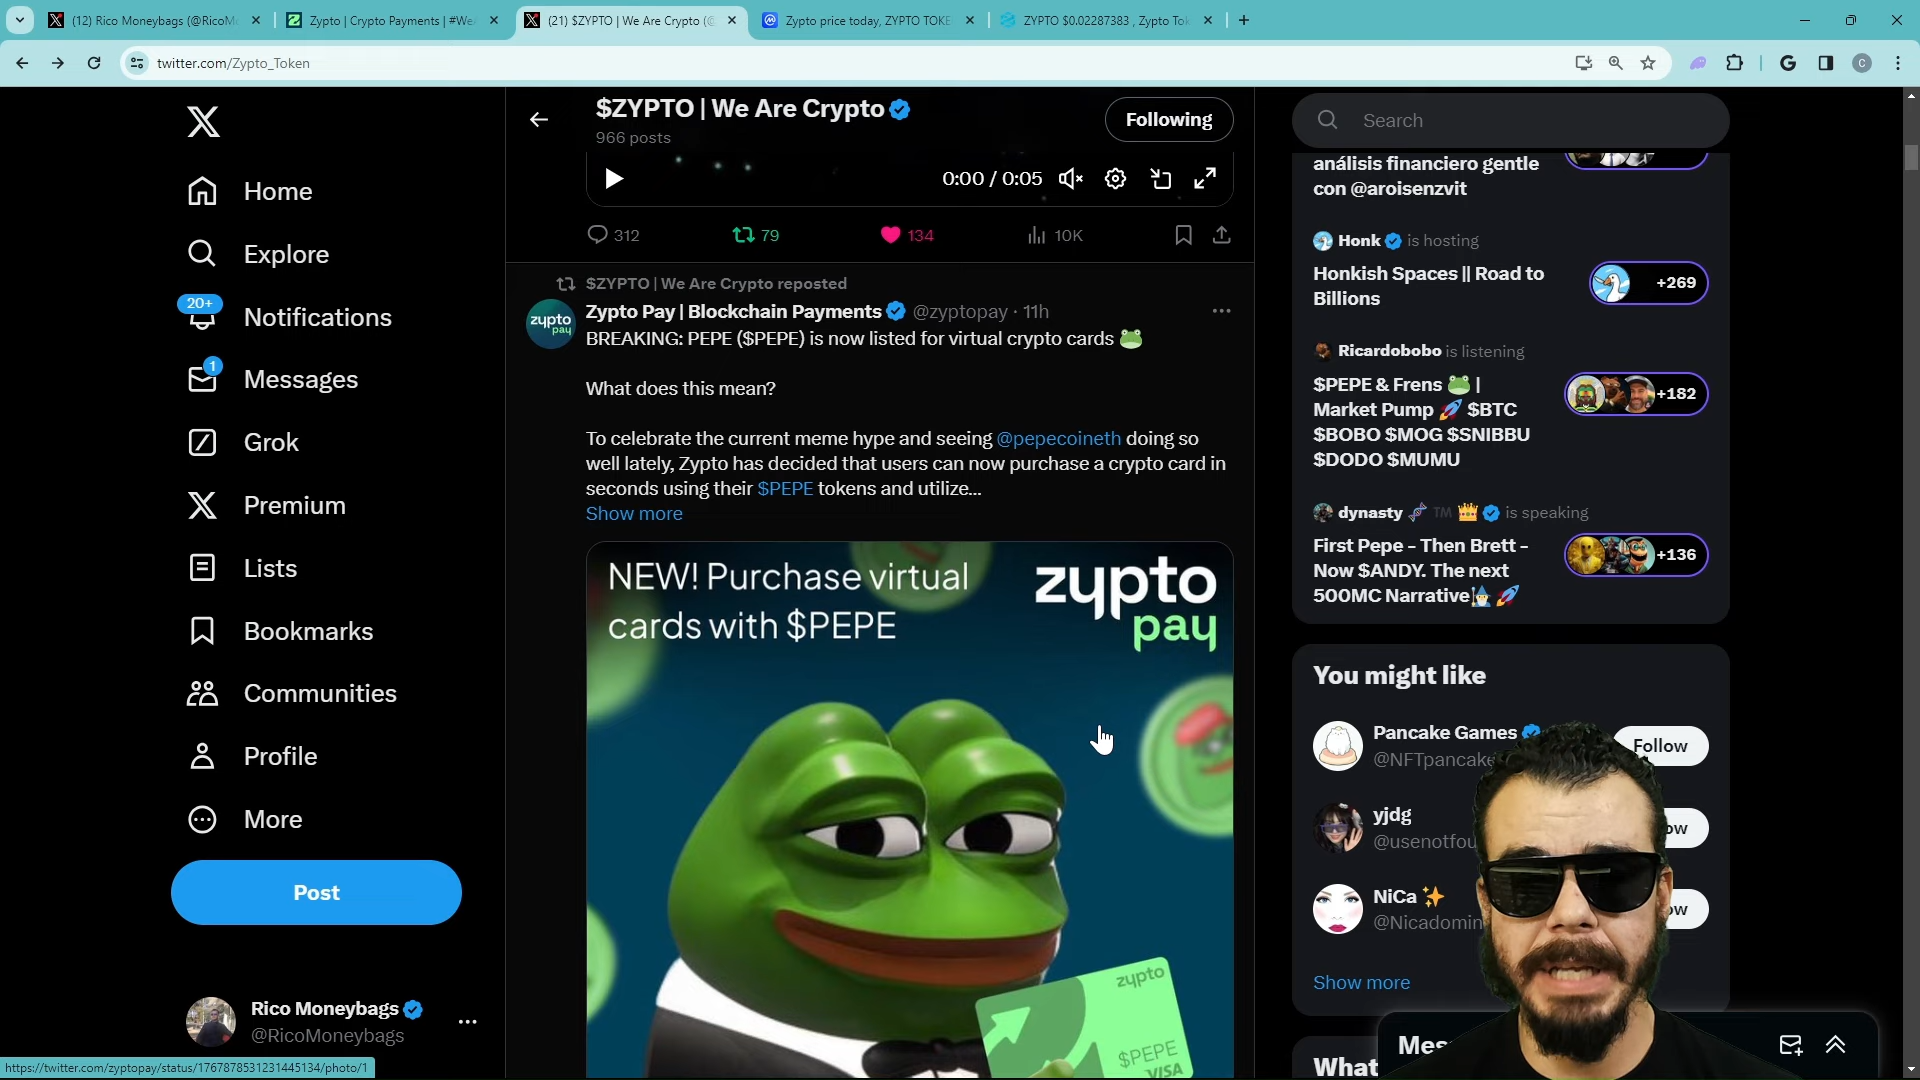 (12) Rico Moneybags (@RicoM
Zypto | Crypto Payments | #We
(21) $ZYPTO | We Are Crypto (@
Zypto price today, ZYPTO TOKE
ZYPTO $0.02287383 , Zypto Tok
twitter.com/Zypto_Token
C
Home
Explore
20+
Notifications
1
Messages
Grok
Premium
Lists
Bookmarks
Communities
Profile
More
Post
Rico Moneybags
@RicoMoneybags
https://twitter.com/zyptopay/status/1767878531231445134/photo/1
$ZYPTO | We Are Crypto
966 posts
Following
0:00 / 0:05
312
79
134
10K
$ZYPTO | We Are Crypto reposted
zypto
pay
Zypto Pay | Blockchain Payments @zyptopay · 11h
BREAKING: PEPE ($PEPE) is now listed for virtual crypto cards
What does this mean?
To celebrate the current meme hype and seeing @pepecoineth doing so
well lately, Zypto has decided that users can now purchase a crypto card in
seconds using their $PEPE tokens and utilize...
Show more
NEW! Purchase virtual
cards with $PEPE
zypto
pay
zypto
$PEPE
VISA
Search
análisis financiero gentle
con @aroisenzvit
Honk is hosting
Honkish Spaces || Road to
Billions
+269
Ricardobobo is listening
$PEPE & Frens |
Market Pump $BTC
$BOBO $MOG $SNIBBU
$DODO $MUMU
+182
dynasty TM is speaking
First Pepe - Then Brett -
Now $ANDY. The next
500MC Narrative
+136
You might like
Pancake Games
@NFTpancake
Follow
yjdg
@usenotfou
ow
NiCa
@Nicadomin
ow
Show more
Mes
What